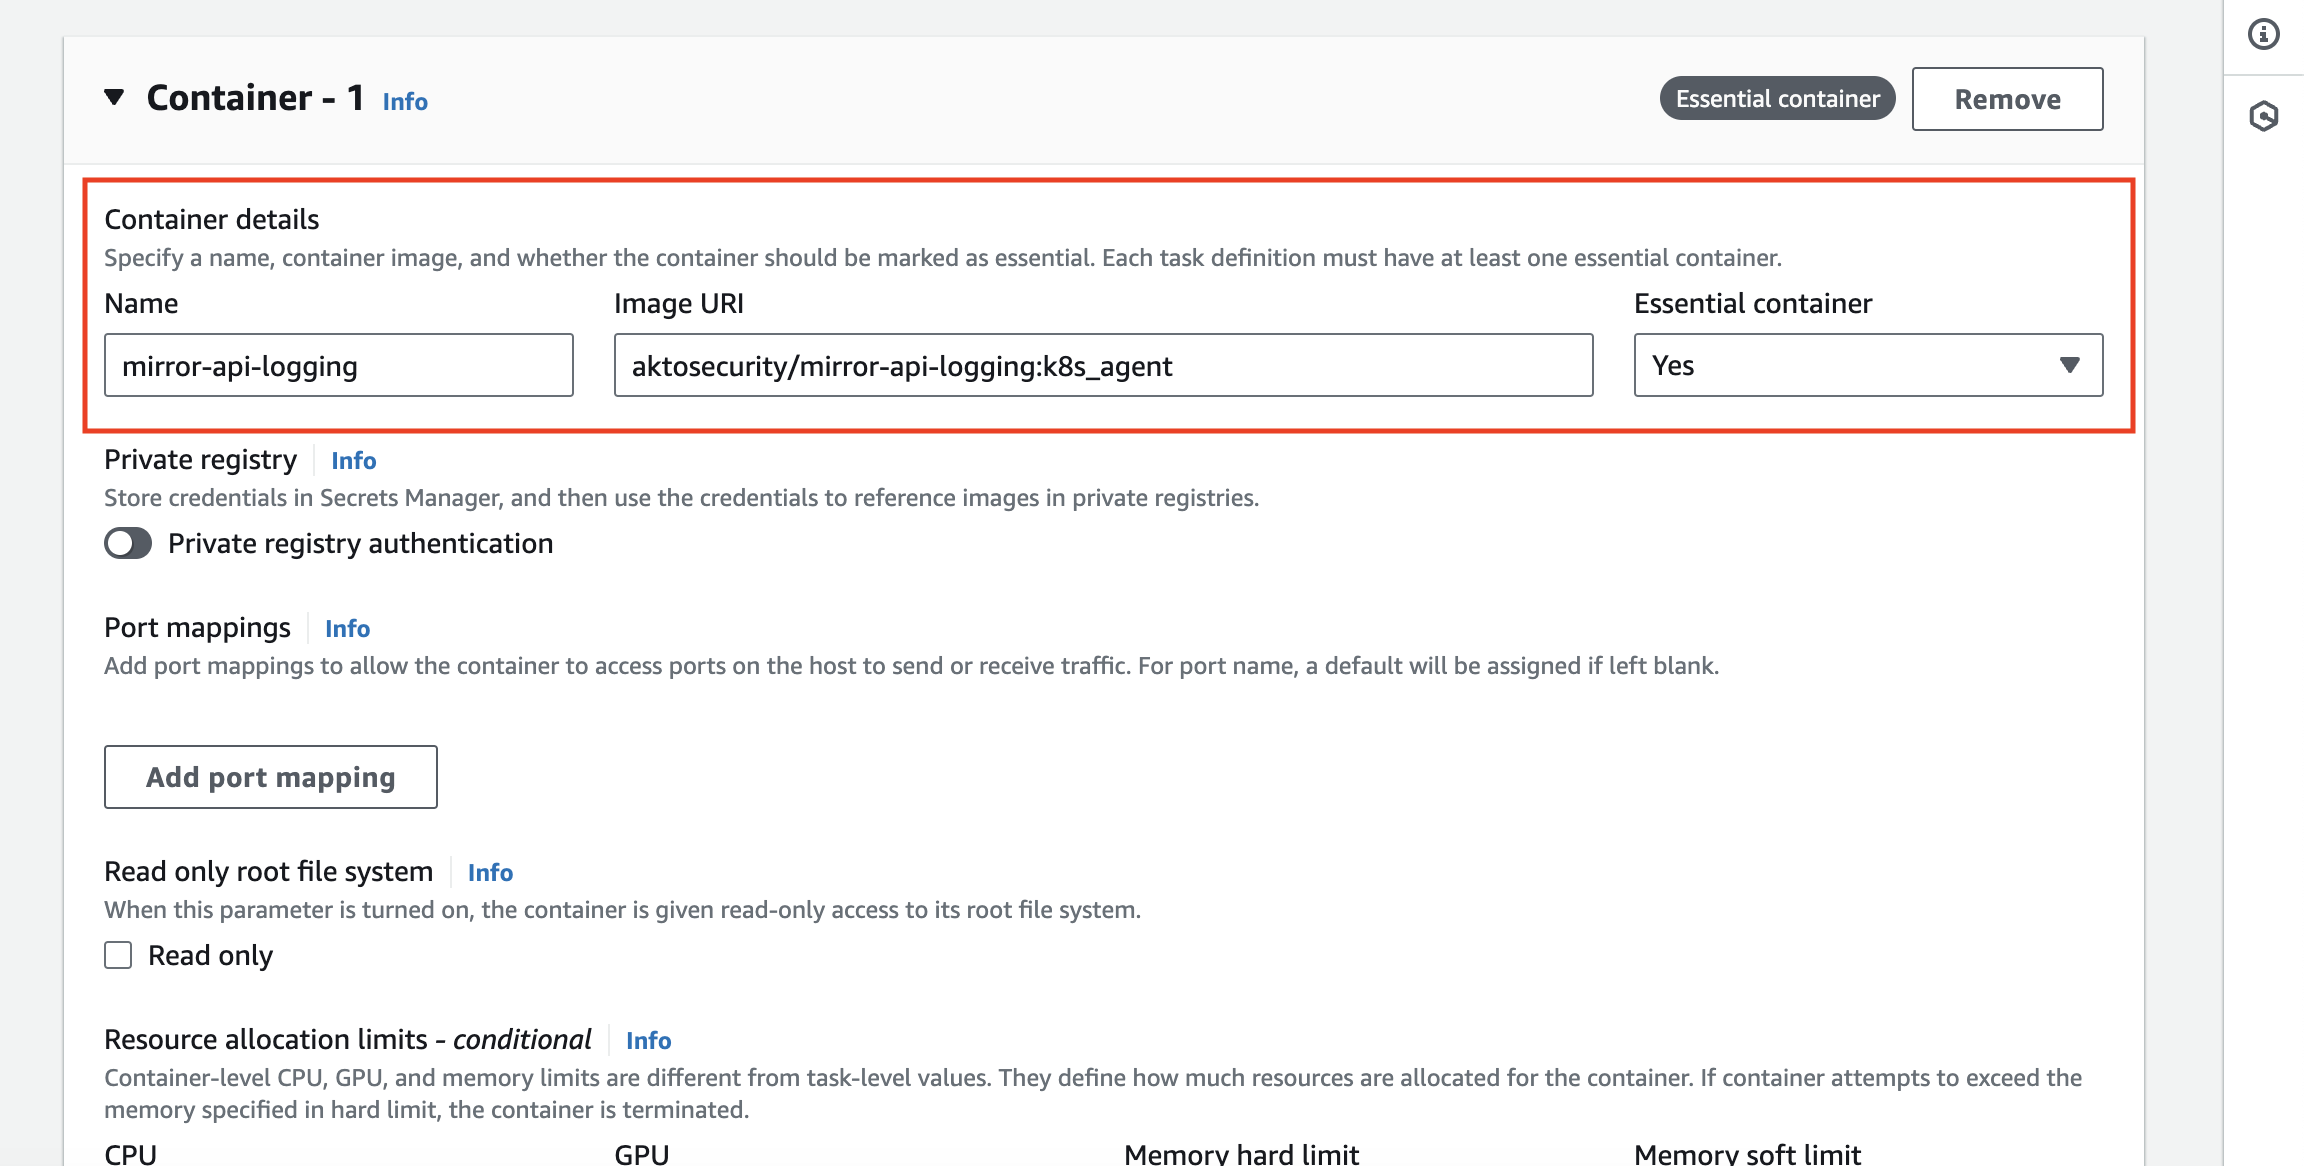 Container - 1 Info Essential container Remove
Container details
Specify a name, container image, and whether the container should be marked as essential. Each task definition must have at least one essential container.
Name Image URI Essential container
mirror-api-logging aktosecurity/mirror-api-logging:k8s_agent Yes
Private registry Info
Store credentials in Secrets Manager, and then use the credentials to reference images in private registries.
Private registry authentication
Port mappings Info
Add port mappings to allow the container to access ports on the host to send or receive traffic. For port name, a default will be assigned if left blank.
Add port mapping
Read only root file system Info
When this parameter is turned on, the container is given read-only access to its root file system.
Read only
Resource allocation limits - conditional Info
Container-level CPU, GPU, and memory limits are different from task-level values. They define how much resources are allocated for the container. If container attempts to exceed the
memory specified in hard limit, the container is terminated.
CPU GPU Memory hard limit Memory soft limit